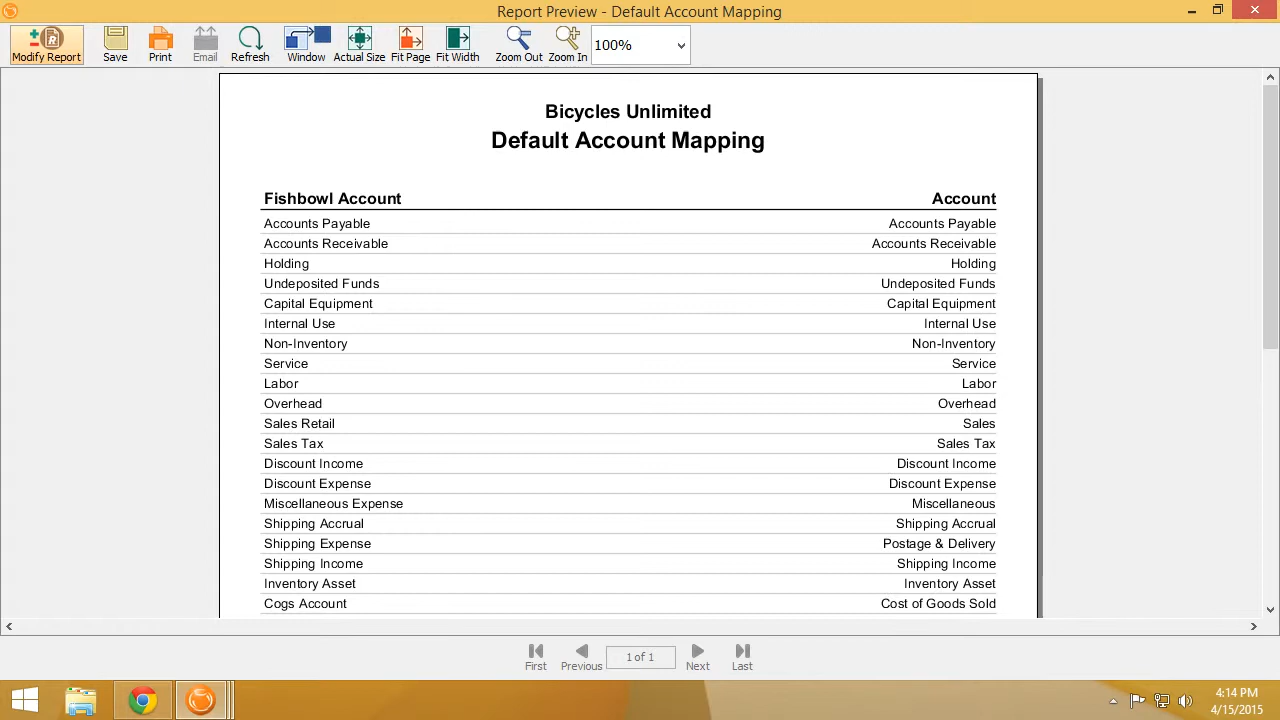 Report Preview - Default Account Mapping
Modify Report Save Print Email Refresh Window Actual Size Fit Page Fit Width Zoom Out Zoom In 100%
Bicycles Unlimited
Default Account Mapping
Fishbowl Account Account
Accounts Payable Accounts Payable
Accounts Receivable Accounts Receivable
Holding Holding
Undeposited Funds Undeposited Funds
Capital Equipment Capital Equipment
Internal Use Internal Use
Non-Inventory Non-Inventory
Service Service
Labor Labor
Overhead Overhead
Sales Retail Sales
Sales Tax Sales Tax
Discount Income Discount Income
Discount Expense Discount Expense
Miscellaneous Expense Miscellaneous
Shipping Accrual Shipping Accrual
Shipping Expense Postage & Delivery
Shipping Income Shipping Income
Inventory Asset Inventory Asset
Cogs Account Cost of Goods Sold
First Previous 1 of 1 Next Last
4:14 PM
4/15/2015